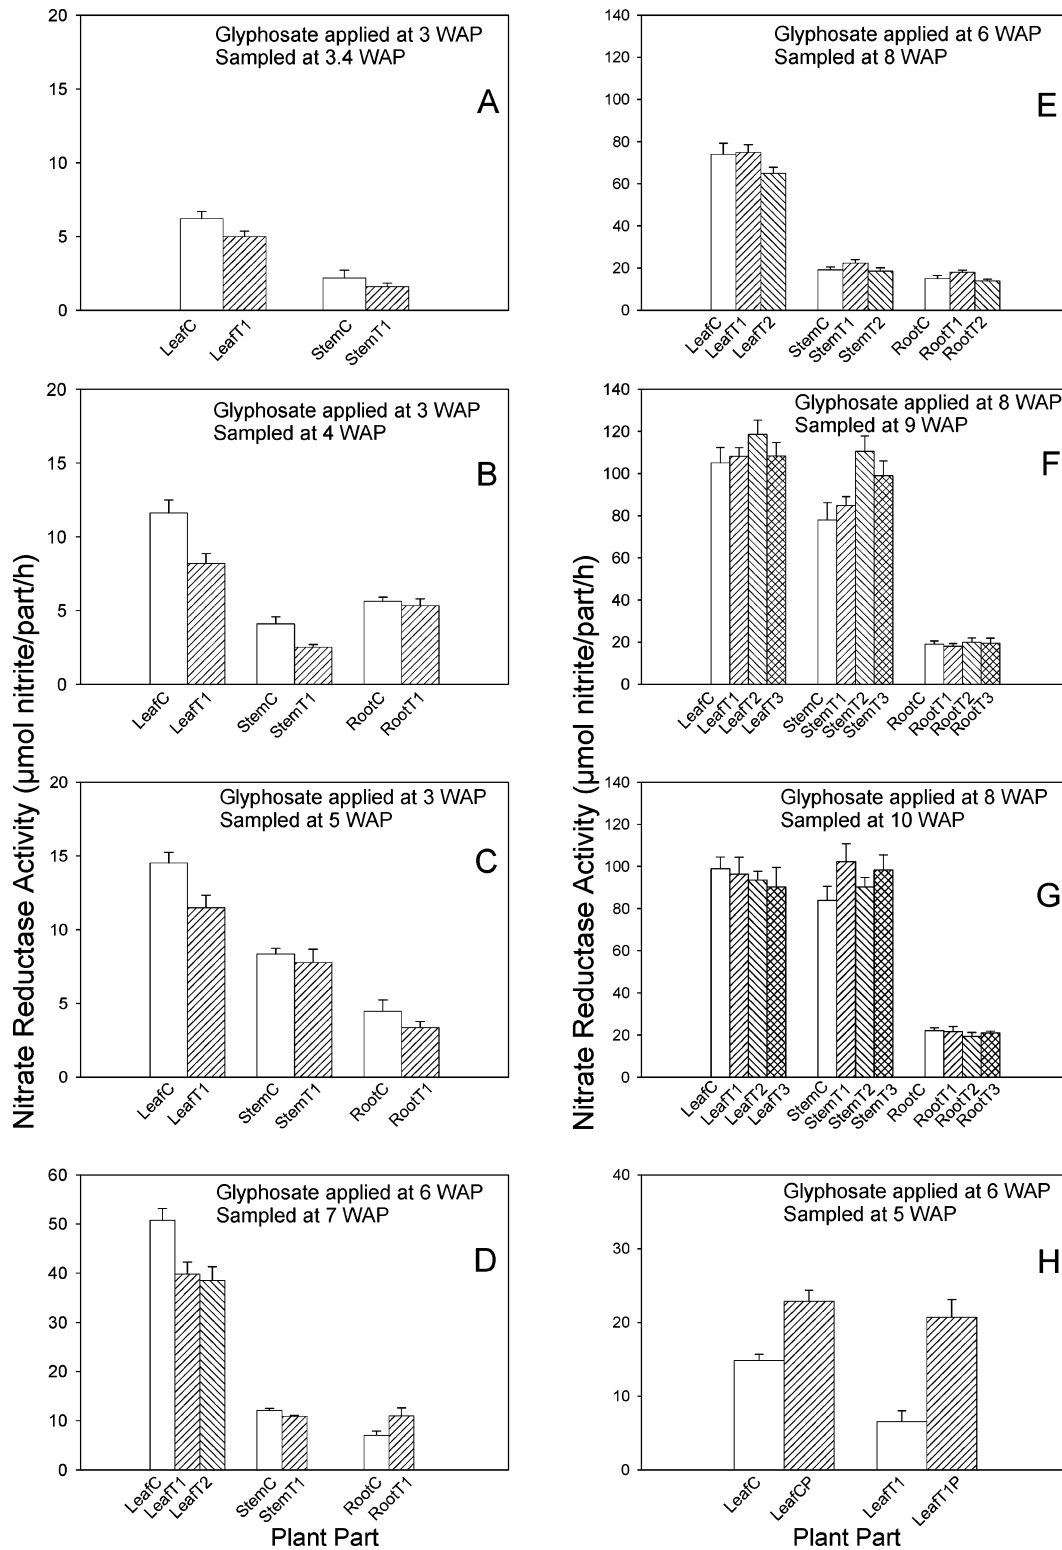 Nitrate Reductase Activity (µmol nitrite/part/h)
20
15
10
5
0
Glyphosate applied at 3 WAP
Sampled at 3.4 WAP
A
LeafC
LeafT1
StemC
StemT1
20
15
10
5
0
Glyphosate applied at 3 WAP
Sampled at 4 WAP
B
LeafC
LeafT1
StemC
StemT1
RootC
RootT1
20
15
10
5
0
Glyphosate applied at 3 WAP
Sampled at 5 WAP
C
LeafC
LeafT1
StemC
StemT1
RootC
RootT1
60
50
40
30
20
10
0
Glyphosate applied at 6 WAP
Sampled at 7 WAP
D
LeafC
LeafT1
LeafT2
StemC
StemT1
RootC
RootT1
Plant Part
Nitrate Reductase Activity (µmol nitrite/part/h)
140
120
100
80
60
40
20
0
Glyphosate applied at 6 WAP
Sampled at 8 WAP
E
LeafC
LeafT1
LeafT2
StemC
StemT1
StemT2
RootC
RootT1
RootT2
140
120
100
80
60
40
20
0
Glyphosate applied at 8 WAP
Sampled at 9 WAP
F
LeafC
LeafT1
LeafT2
LeafT3
StemC
StemT1
StemT2
StemT3
RootC
RootT1
RootT2
RootT3
140
120
100
80
60
40
20
0
Glyphosate applied at 8 WAP
Sampled at 10 WAP
G
LeafC
LeafT1
LeafT2
LeafT3
StemC
StemT1
StemT2
StemT3
RootC
RootT1
RootT2
RootT3
40
30
20
10
0
Glyphosate applied at 6 WAP
Sampled at 5 WAP
H
LeafC
LeafCP
LeafT1
LeafT1P
Plant Part